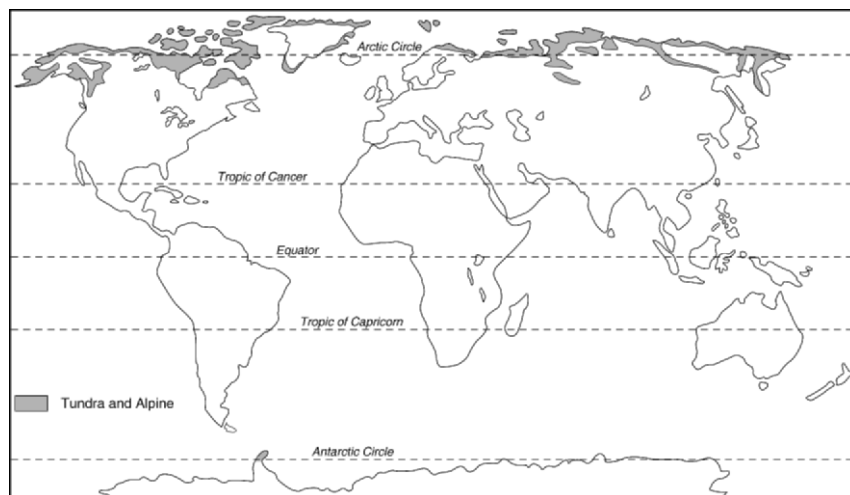 Arctic Circle
Tropic of Cancer
Equator
Tropic of Capricorn
Tundra and Alpine
Antarctic Circle